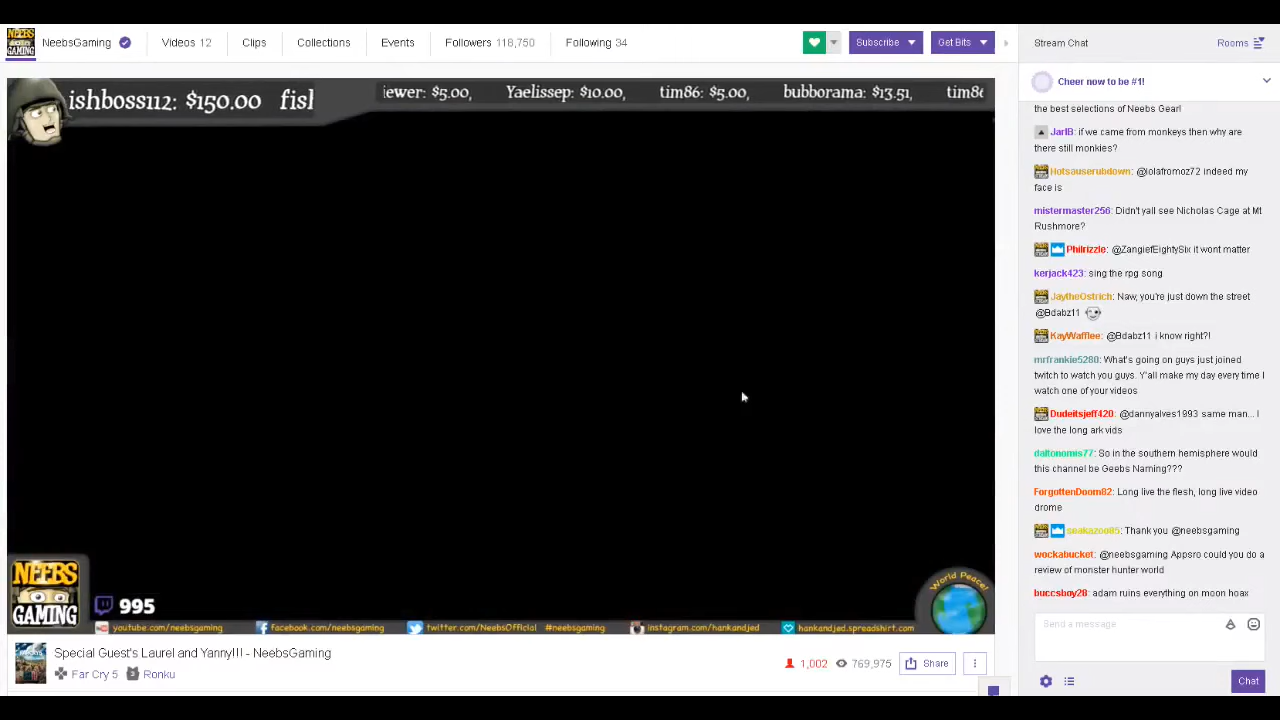 NeebsGaming Videos 12 Clips Collections Events Followers 118,750 Following 34 Subscribe Get Bits
ishboss112: $150.00 fish
iewer: $5.00, Yaelissep: $10.00, tim86: $5.00, bubborama: $13.51, tim86
NEEBS
GAMING
995
World Peace!
youtube.com/neebsgaming facebook.com/neebsgaming twitter.com/NeebsOfficial #neebsgaming instagram.com/hankandjed hankandjed.spreadshirt.com
Special Guest's Laurel and Yanny!!! - NeebsGaming
1,002 769,975 Share
Far Cry 5 Ronku
Stream Chat Rooms
Cheer now to be #1!
the best selections of Neebs Gear!
JarlB: if we came from monkeys then why are
there still monkies?
Hotsauserubdown: @lolafromoz72 indeed my
face is
mistermaster256: Didn'tyall see Nicholas Cage at Mt
Rushmore?
Philrizzle: @ZangiefEightySix it wont matter
kerjack423: sing the rpg song
JaytheOstrich: Naw, you're just down the street
@Bdabz11
KayWafflee: @Bdabz11 i know right?!
mrfrankie5280: What's going on guys just joined
twitch to watch you guys. Y'all make my day every time I
watch one of your videos
Dudeitsjeff420: @dannyalves1993 same man... I
love the long ark vids
daltonomis77: So in the southern hemisphere would
this channel be Geebs Naming???
ForgottenDoom82: Long live the flesh, long live video
drome
seakazoo85: Thank you @neebsgaming
wockabucket: @neebsgaming Appsro could you do a
review of monster hunter world
buccsboy28: adam ruins everything on moon hoax
Send a message
Chat